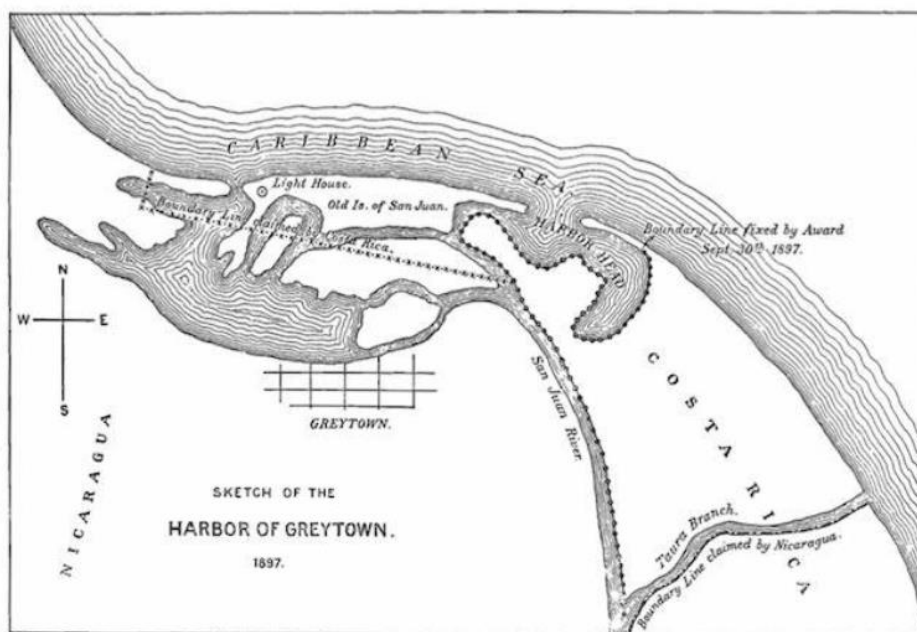 CARIBBEAN SEA
Light House.
Old Is. of San Juan.
Boundary Line claimed by Costa Rica.
HARBOR HEAD
Boundary Line fixed by Award
Sept. 30th 1897.
N
W E
S
COSTA RICA
San Juan River.
GREYTOWN.
NICARAGUA
SKETCH OF THE
HARBOR OF GREYTOWN.
1897.
Taura Branch.
Boundary Line claimed by Nicaragua.